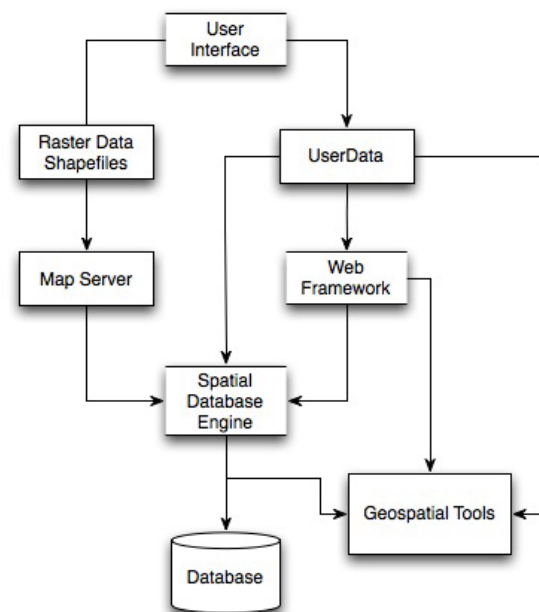 User
Interface
Raster Data
Shapefiles
UserData
Map Server
Web
Framework
Spatial
Database
Engine
Geospatial Tools
Database